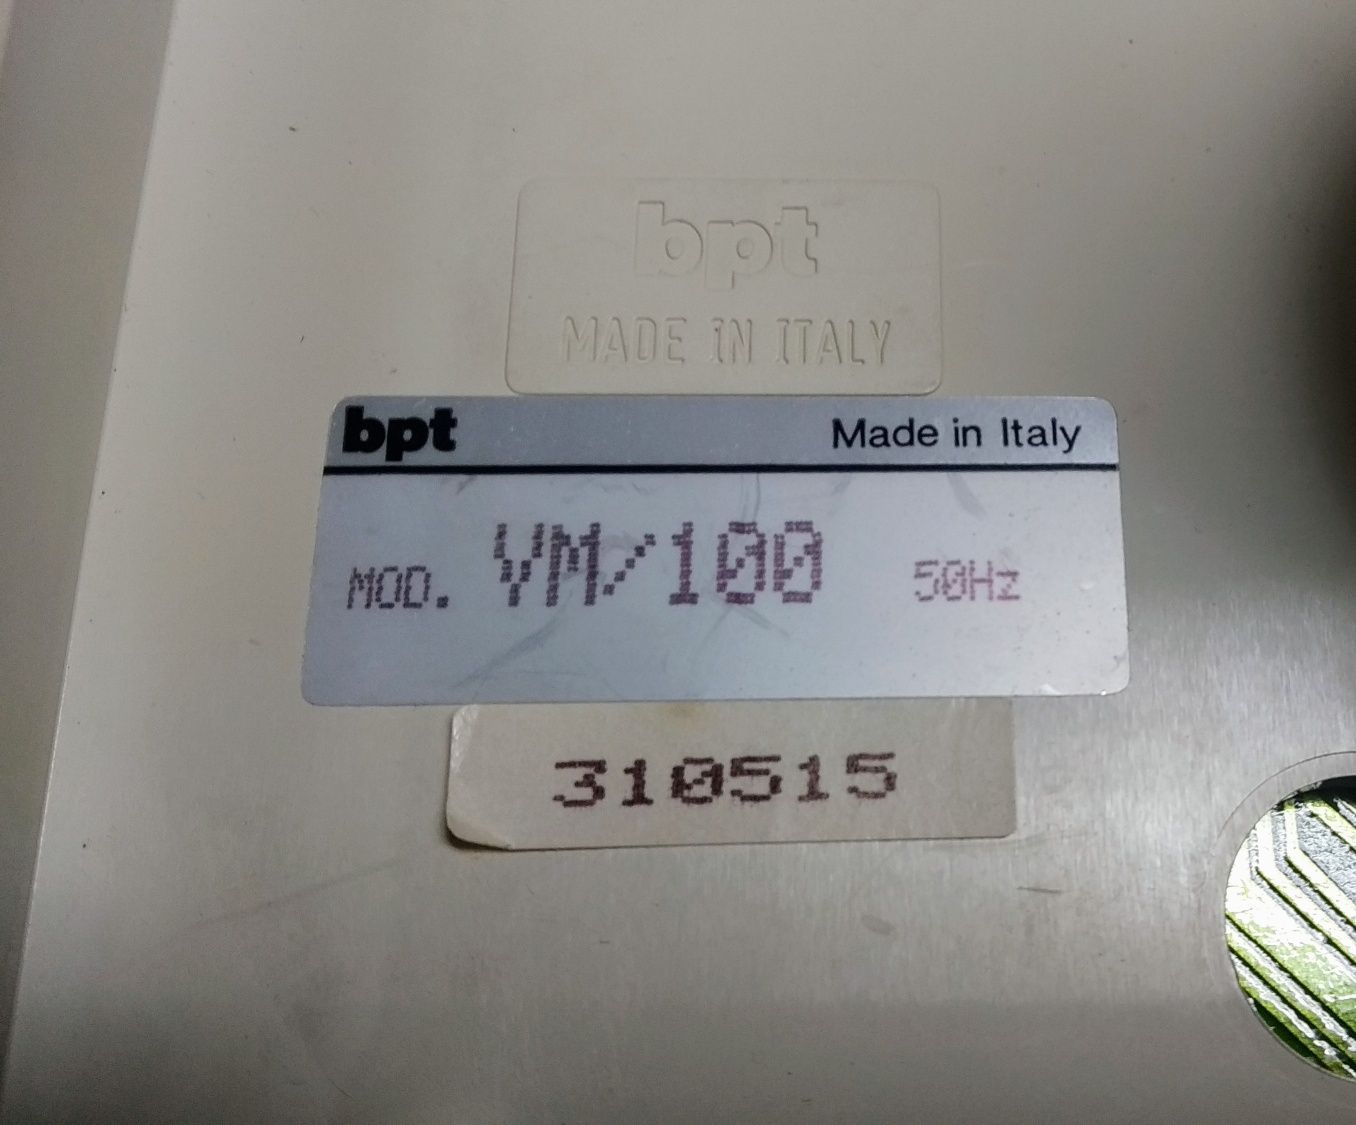 bpt
MADE IN ITALY
bpt Made in Italy
MOD. VM/100 50Hz
310515